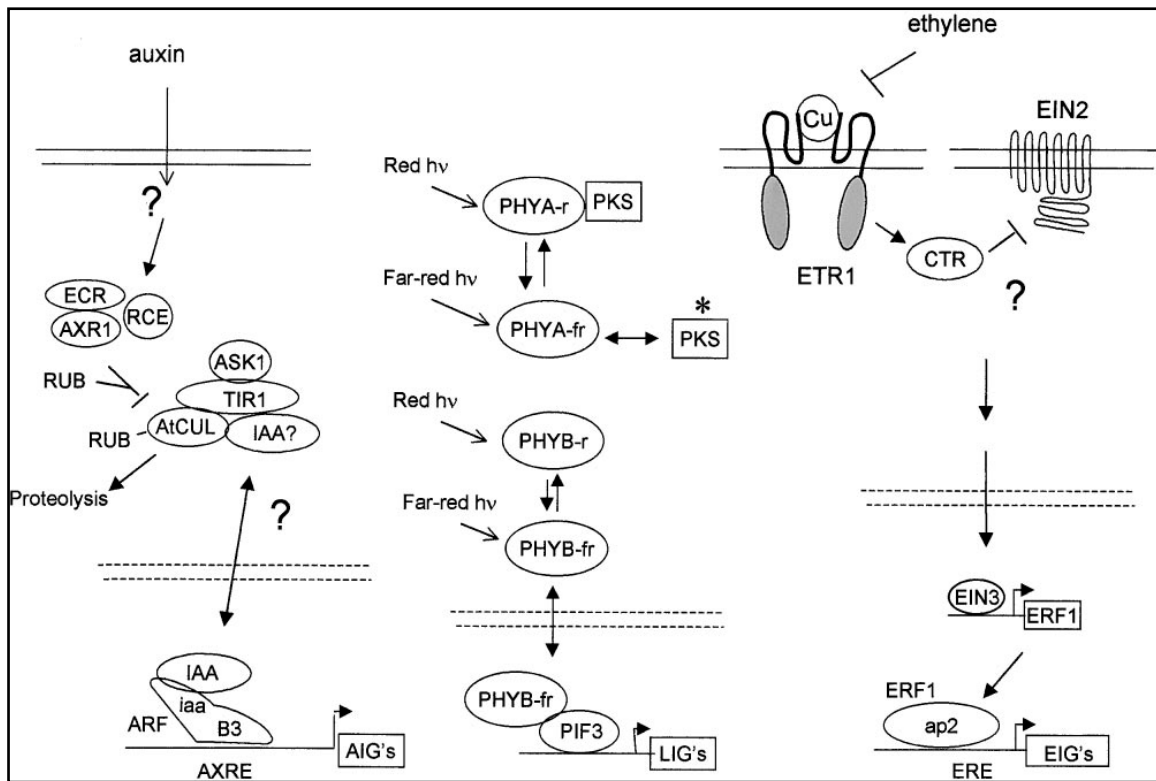 auxin
?
ECR
AXR1
RCE
RUB
ASK1
TIR1
AtCUL
IAA?
RUB
Proteolysis
?
IAA
iaa
ARF
B3
AIG's
AXRE
Red hν
PHYA-r
PKS
Far-red hν
PHYA-fr
*
PKS
Red hν
PHYB-r
Far-red hν
PHYB-fr
PHYB-fr
PIF3
LIG's
ethylene
Cu
EIN2
ETR1
CTR
?
EIN3
ERF1
ERF1
ap2
EIG's
ERE